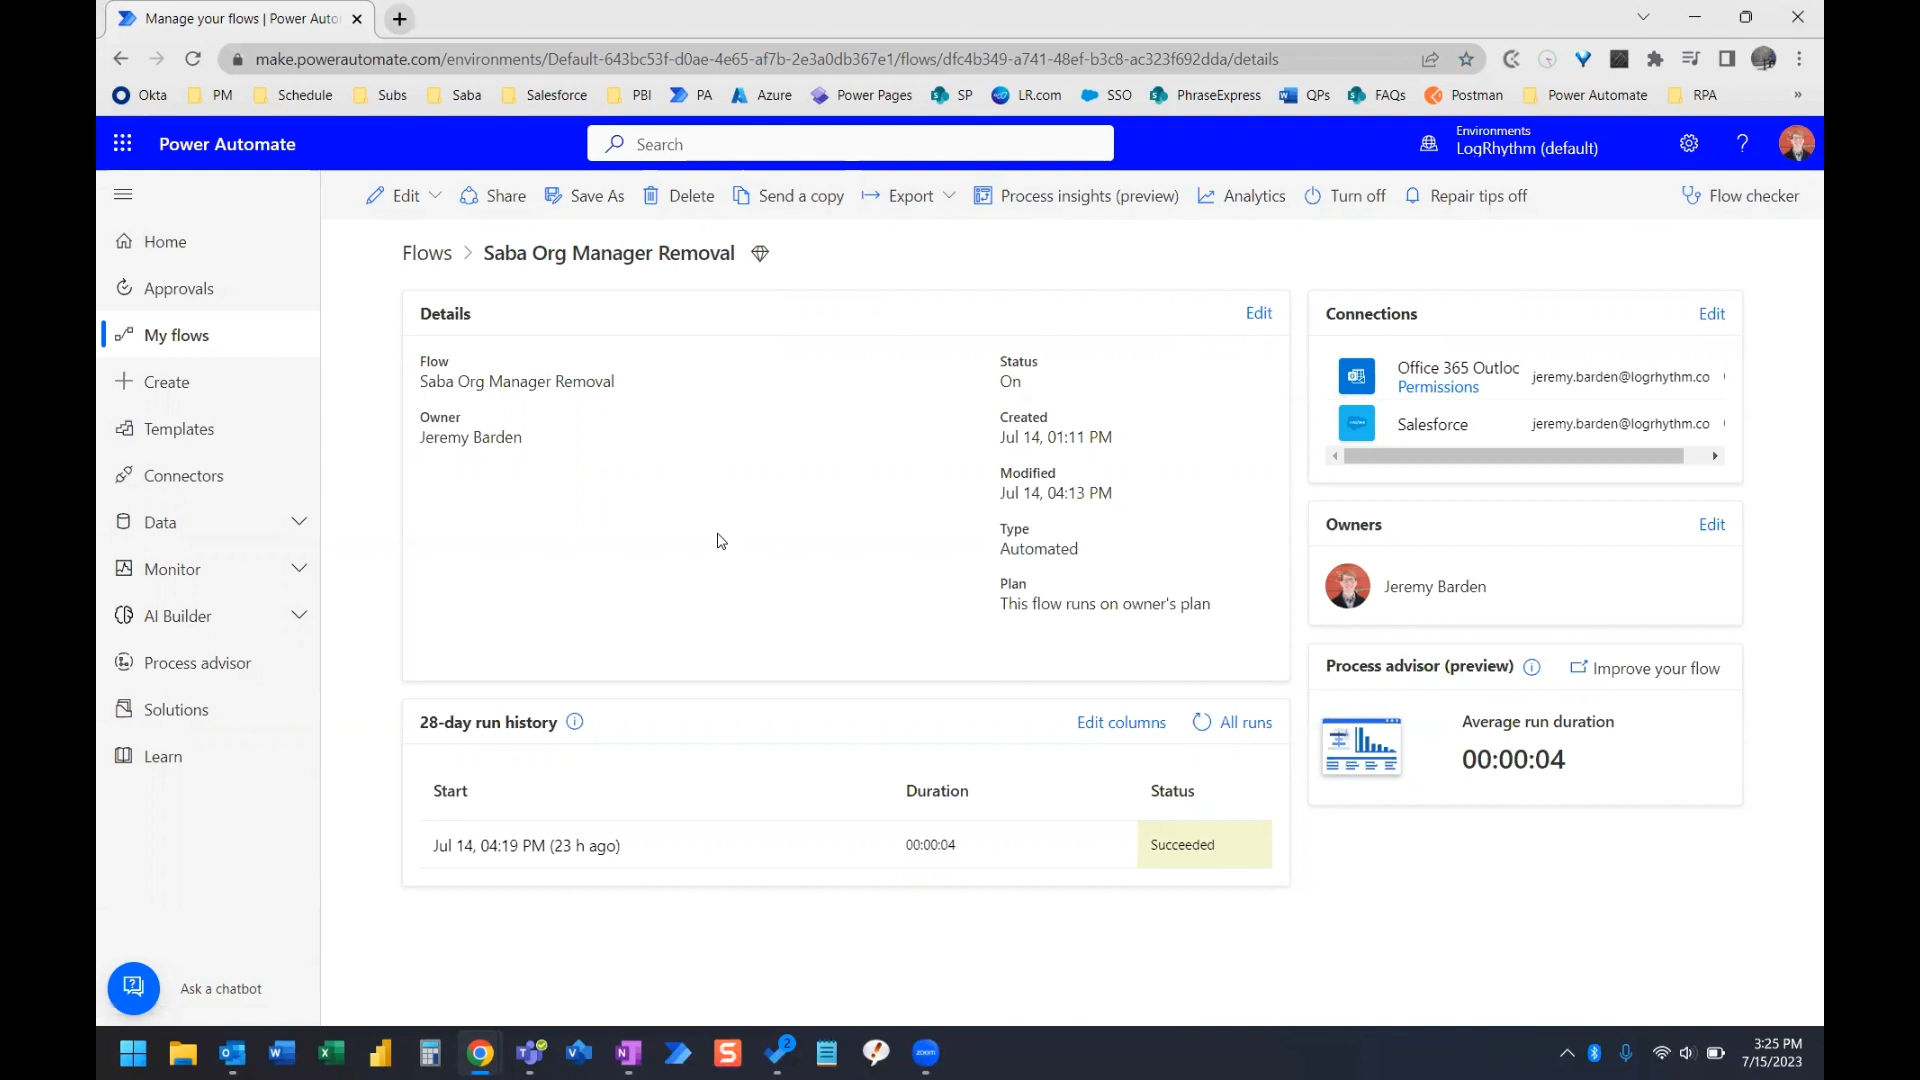 Manage your flows | Power Auto
make.powerautomate.com/environments/Default-643bc53f-d0ae-4e65-af7b-2e3a0db367e1/flows/dfc4b349-a741-48ef-b3c8-ac323f692dda/details
Okta PM Schedule Subs Saba Salesforce PBI PA Azure Power Pages SP LR.com SSO PhraseExpress QPs FAQs Postman Power Automate RPA »
Power Automate
Search
Environments
LogRhythm (default)
Edit Share Save As Delete Send a copy Export Process insights (preview) Analytics Turn off Repair tips off Flow checker
Home
Approvals
My flows
Create
Templates
Connectors
Data
Monitor
AI Builder
Process advisor
Solutions
Learn
Ask a chatbot
Flows > Saba Org Manager Removal
Details Edit
Flow
Saba Org Manager Removal
Owner
Jeremy Barden
Status
On
Created
Jul 14, 01:11 PM
Modified
Jul 14, 04:13 PM
Type
Automated
Plan
This flow runs on owner's plan
28-day run history Edit columns All runs
Start Duration Status
Jul 14, 04:19 PM (23 h ago) 00:00:04 Succeeded
Connections Edit
Office 365 Outloc jeremy.barden@logrhythm.co
Permissions
Salesforce jeremy.barden@logrhythm.co
Owners Edit
Jeremy Barden
Process advisor (preview) Improve your flow
Average run duration
00:00:04
zoom
2
3:25 PM
7/15/2023